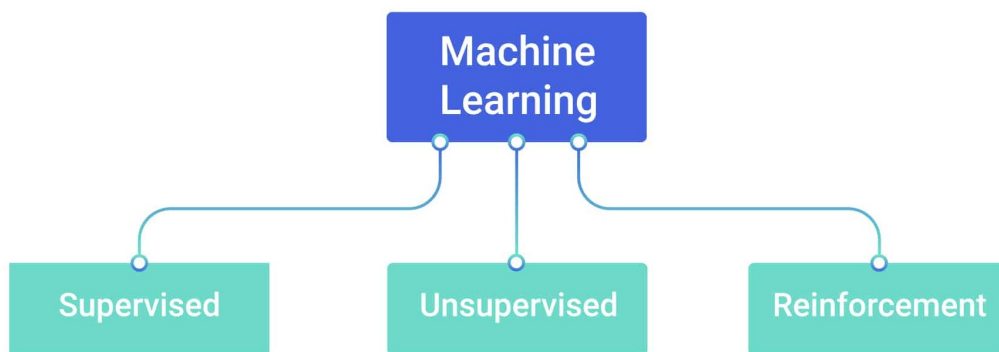 Machine
Learning
Supervised
Unsupervised
Reinforcement